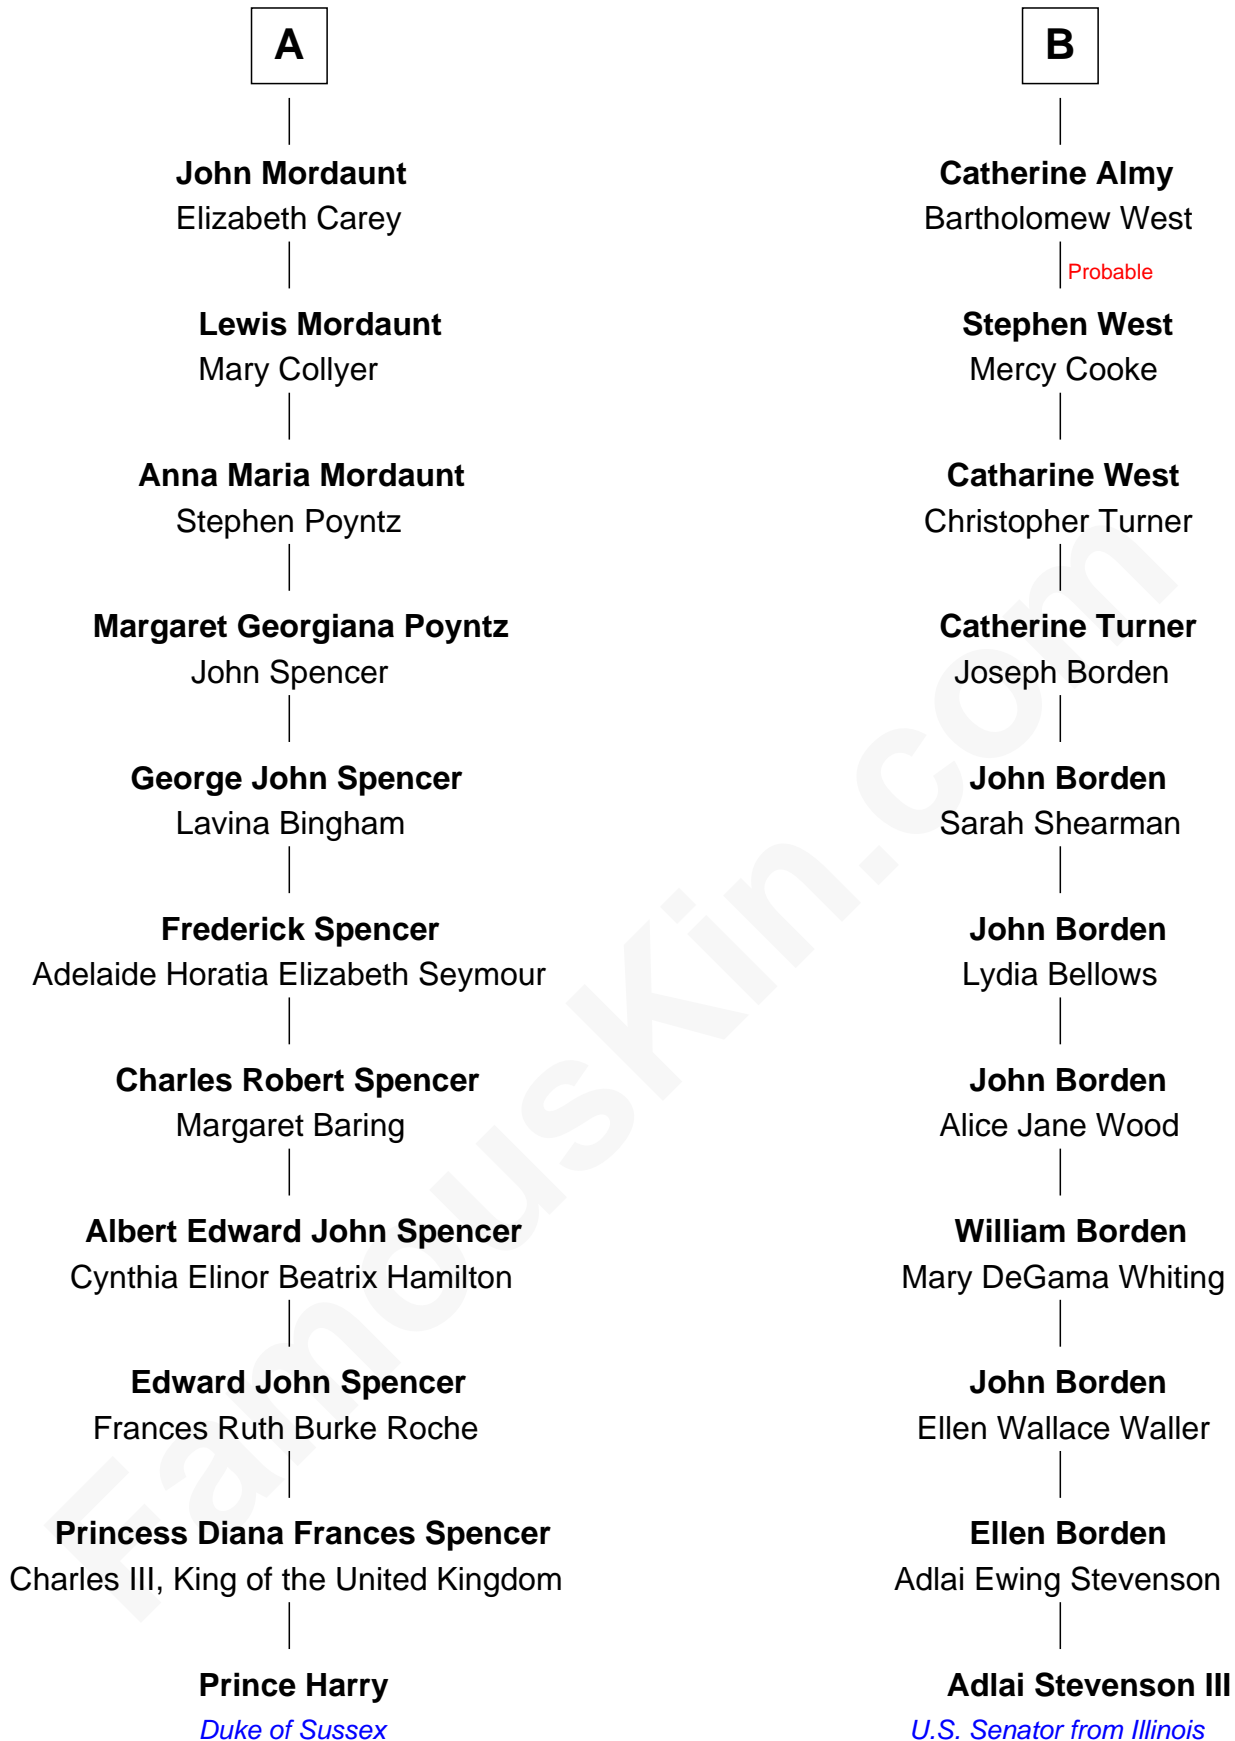 A
John Mordaunt
Elizabeth Carey
Lewis Mordaunt
Mary Collyer
Anna Maria Mordaunt
Stephen Poyntz
Margaret Georgiana Poyntz
John Spencer
George John Spencer
Lavina Bingham
Frederick Spencer
Adelaide Horatia Elizabeth Seymour
Charles Robert Spencer
Margaret Baring
Albert Edward John Spencer
Cynthia Elinor Beatrix Hamilton
Edward John Spencer
Frances Ruth Burke Roche
Princess Diana Frances Spencer
Charles III, King of the United Kingdom
Prince Harry
Duke of Sussex
B
Catherine Almy
Bartholomew West
Probable
Stephen West
Mercy Cooke
Catharine West
Christopher Turner
Catherine Turner
Joseph Borden
John Borden
Sarah Shearman
John Borden
Lydia Bellows
John Borden
Alice Jane Wood
William Borden
Mary DeGama Whiting
John Borden
Ellen Wallace Waller
Ellen Borden
Adlai Ewing Stevenson
Adlai Stevenson III
U.S. Senator from Illinois
FamousKin.com